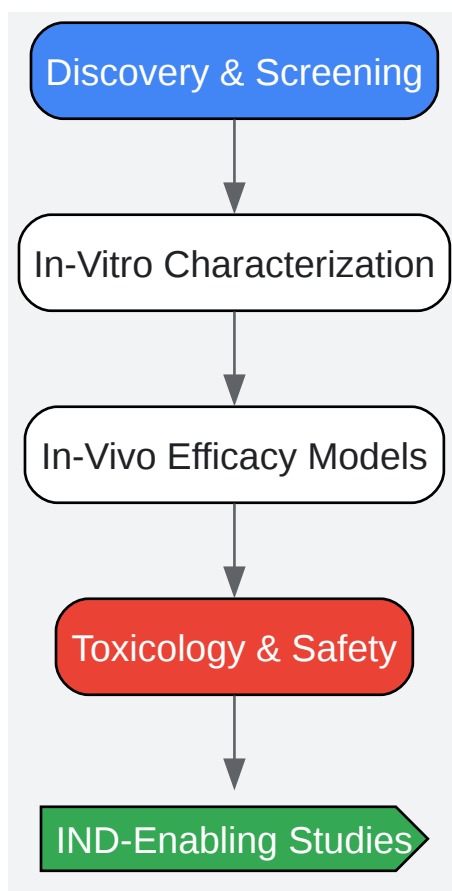 Discovery & Screening
In-Vitro Characterization
In-Vivo Efficacy Models
Toxicology & Safety
IND-Enabling Studies